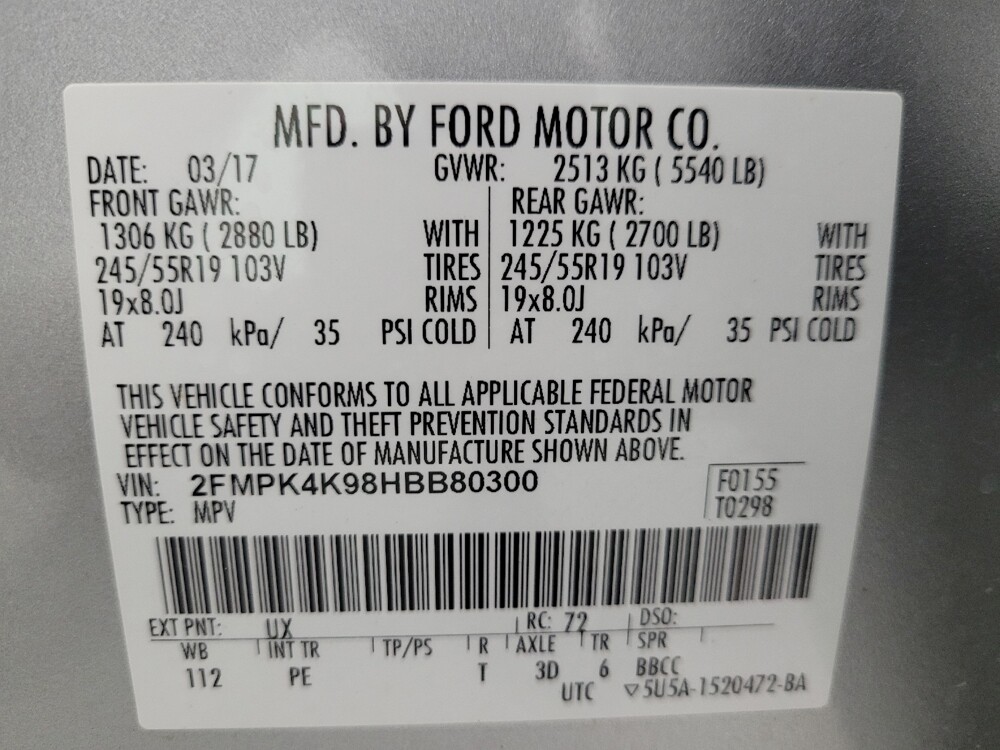 MFD. BY FORD MOTOR CO.
DATE: 03/17 GVWR: 2513 KG ( 5540 LB)
FRONT GAWR: REAR GAWR:
1306 KG ( 2880 LB) WITH 1225 KG ( 2700 LB) WITH
245/55R19 103V TIRES 245/55R19 103V TIRES
19x8.0J RIMS 19x8.0J RIMS
AT 240 kPa/ 35 PSI COLD AT 240 kPa/ 35 PSI COLD
THIS VEHICLE CONFORMS TO ALL APPLICABLE FEDERAL MOTOR
VEHICLE SAFETY AND THEFT PREVENTION STANDARDS IN
EFFECT ON THE DATE OF MANUFACTURE SHOWN ABOVE.
VIN: 2FMPK4K98HBB80300 F0155
TYPE: MPV T0298
EXT PNT: UX RC: 72 DSO:
WB INT TR TP/PS R AXLE TR SPR
112 PE T 3D 6 BBCC
UTC ▽5U5A-1520472-BA